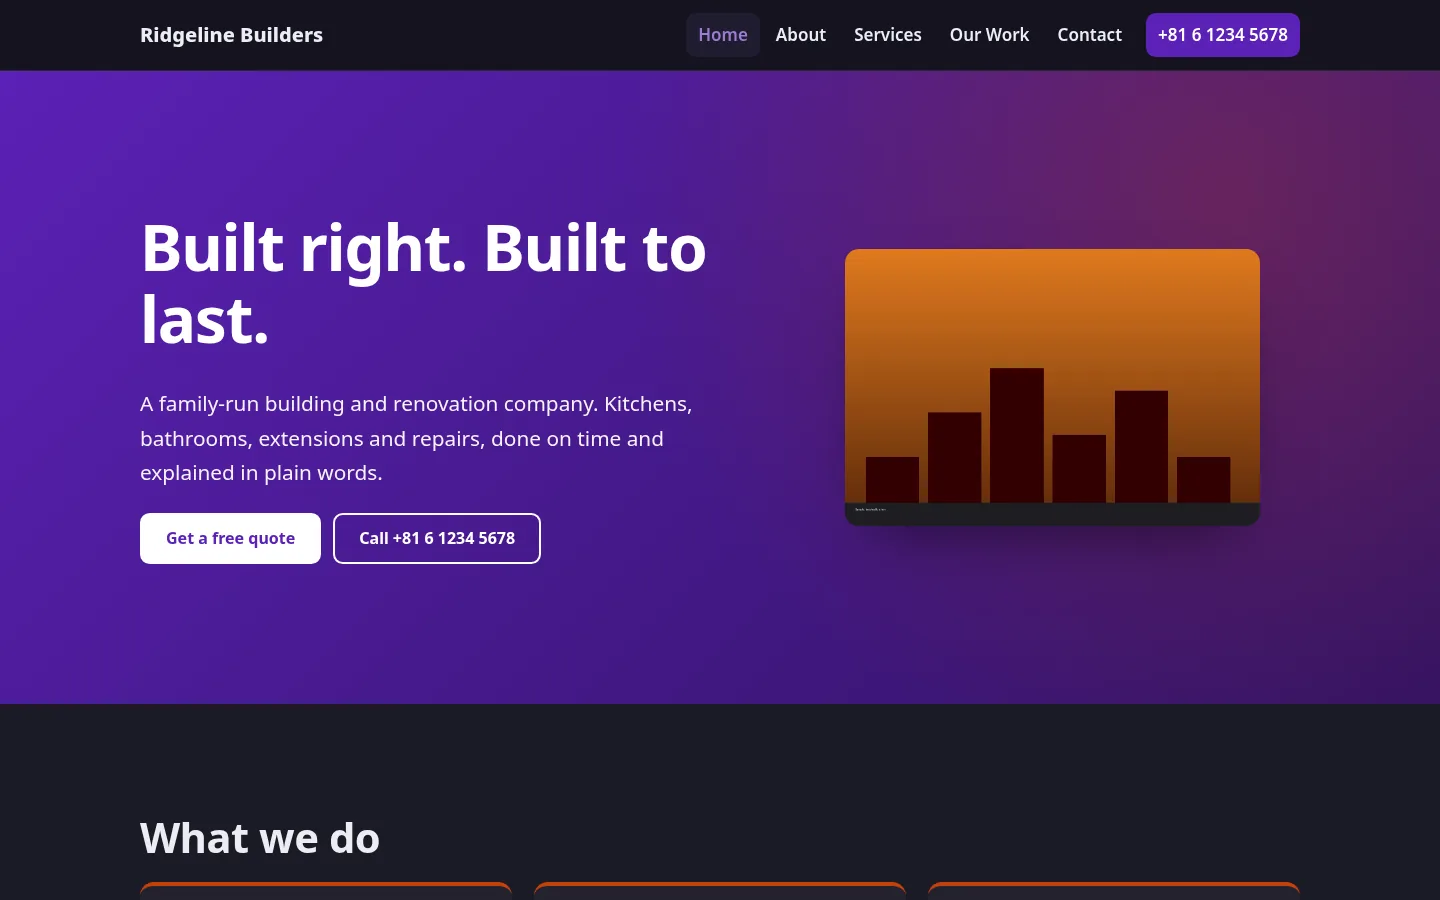 Ridgeline Builders
Home
About
Services
Our Work
Contact
+81 6 1234 5678
Built right. Built to
last.
A family-run building and renovation company. Kitchens,
bathrooms, extensions and repairs, done on time and
explained in plain words.
Get a free quote
Call +81 6 1234 5678
What we do